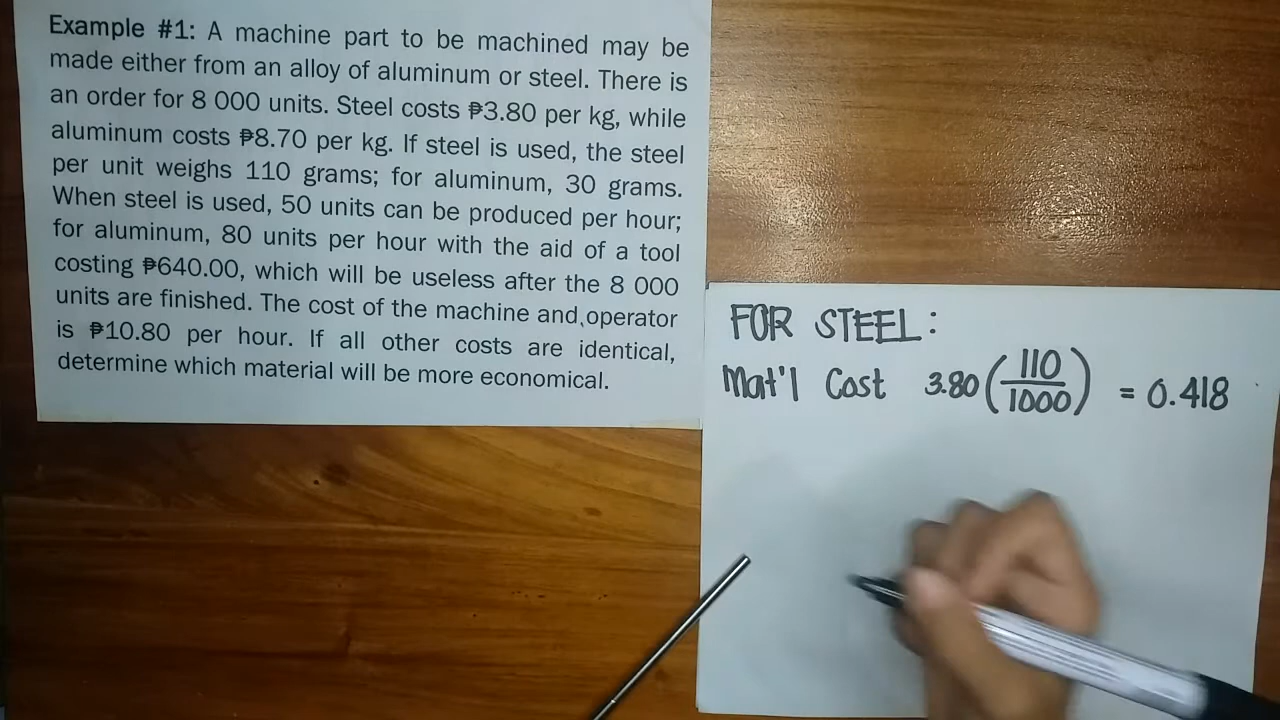 Example #1: A machine part to be machined may be
made either from an alloy of aluminum or steel. There is
an order for 8 000 units. Steel costs ₱3.80 per kg, while
aluminum costs ₱8.70 per kg. If steel is used, the steel
per unit weighs 110 grams; for aluminum, 30 grams.
When steel is used, 50 units can be produced per hour;
for aluminum, 80 units per hour with the aid of a tool
costing ₱640.00, which will be useless after the 8 000
units are finished. The cost of the machine and operator
is ₱10.80 per hour. If all other costs are identical,
determine which material will be more economical.
FOR STEEL:
Mat'l Cost 3.80(110/1000) = 0.418